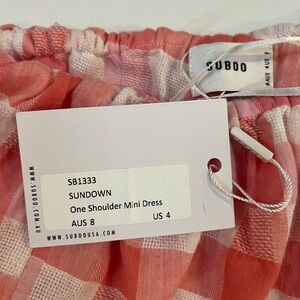 SUBOO
AUS 4US 8
WWW.SUBOO.COM.AU
SB1333
SUNDOWN
One Shoulder Mini Dress
AUS 8 US 4
WWW.SUBOOUSA.COM